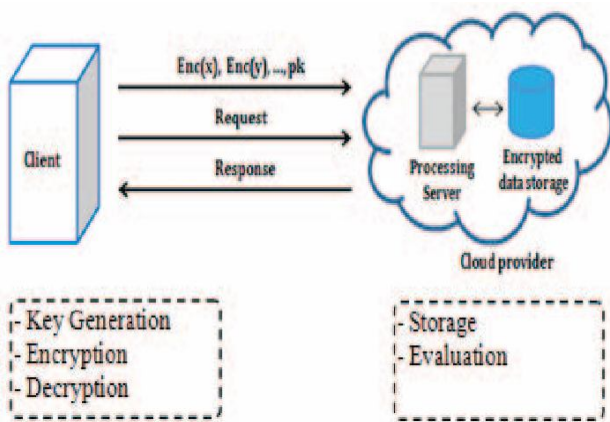 Enc(x), Enc(y), ..., pk
Request
Response
Client
Processing
Server
Encrypted
data storage
Cloud provider
- Key Generation
- Encryption
- Decryption
- Storage
- Evaluation